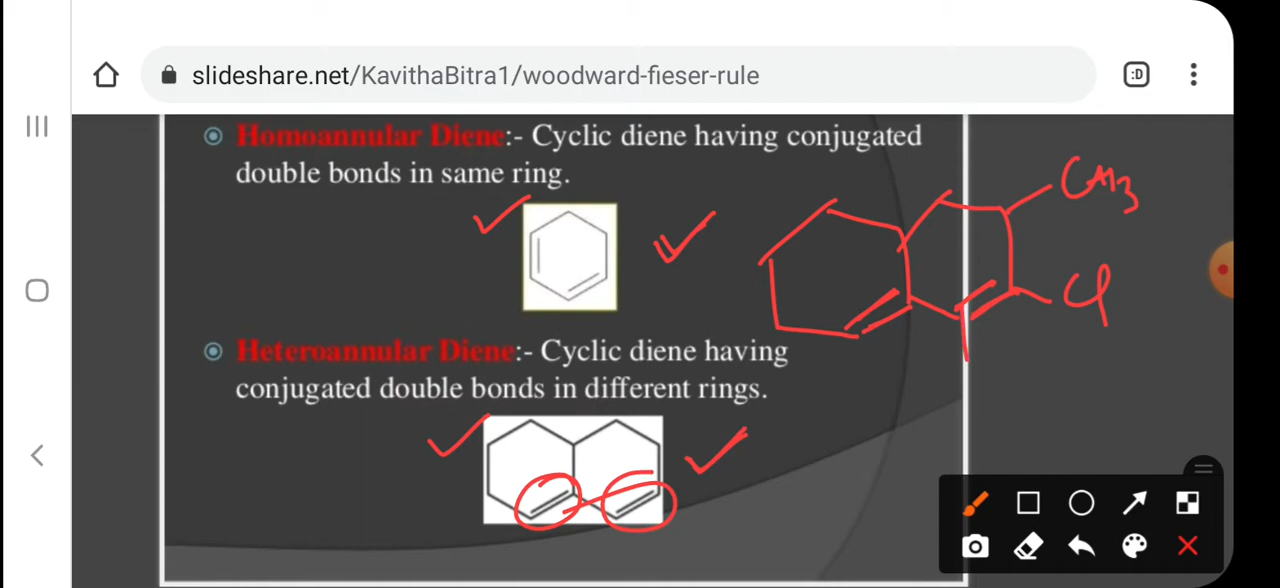 slideshare.net/KavithaBitra1/woodward-fieser-rule
:D
Homoannular Diene:- Cyclic diene having conjugated
double bonds in same ring.
CH3
Cl
Heteroannular Diene:- Cyclic diene having
conjugated double bonds in different rings.